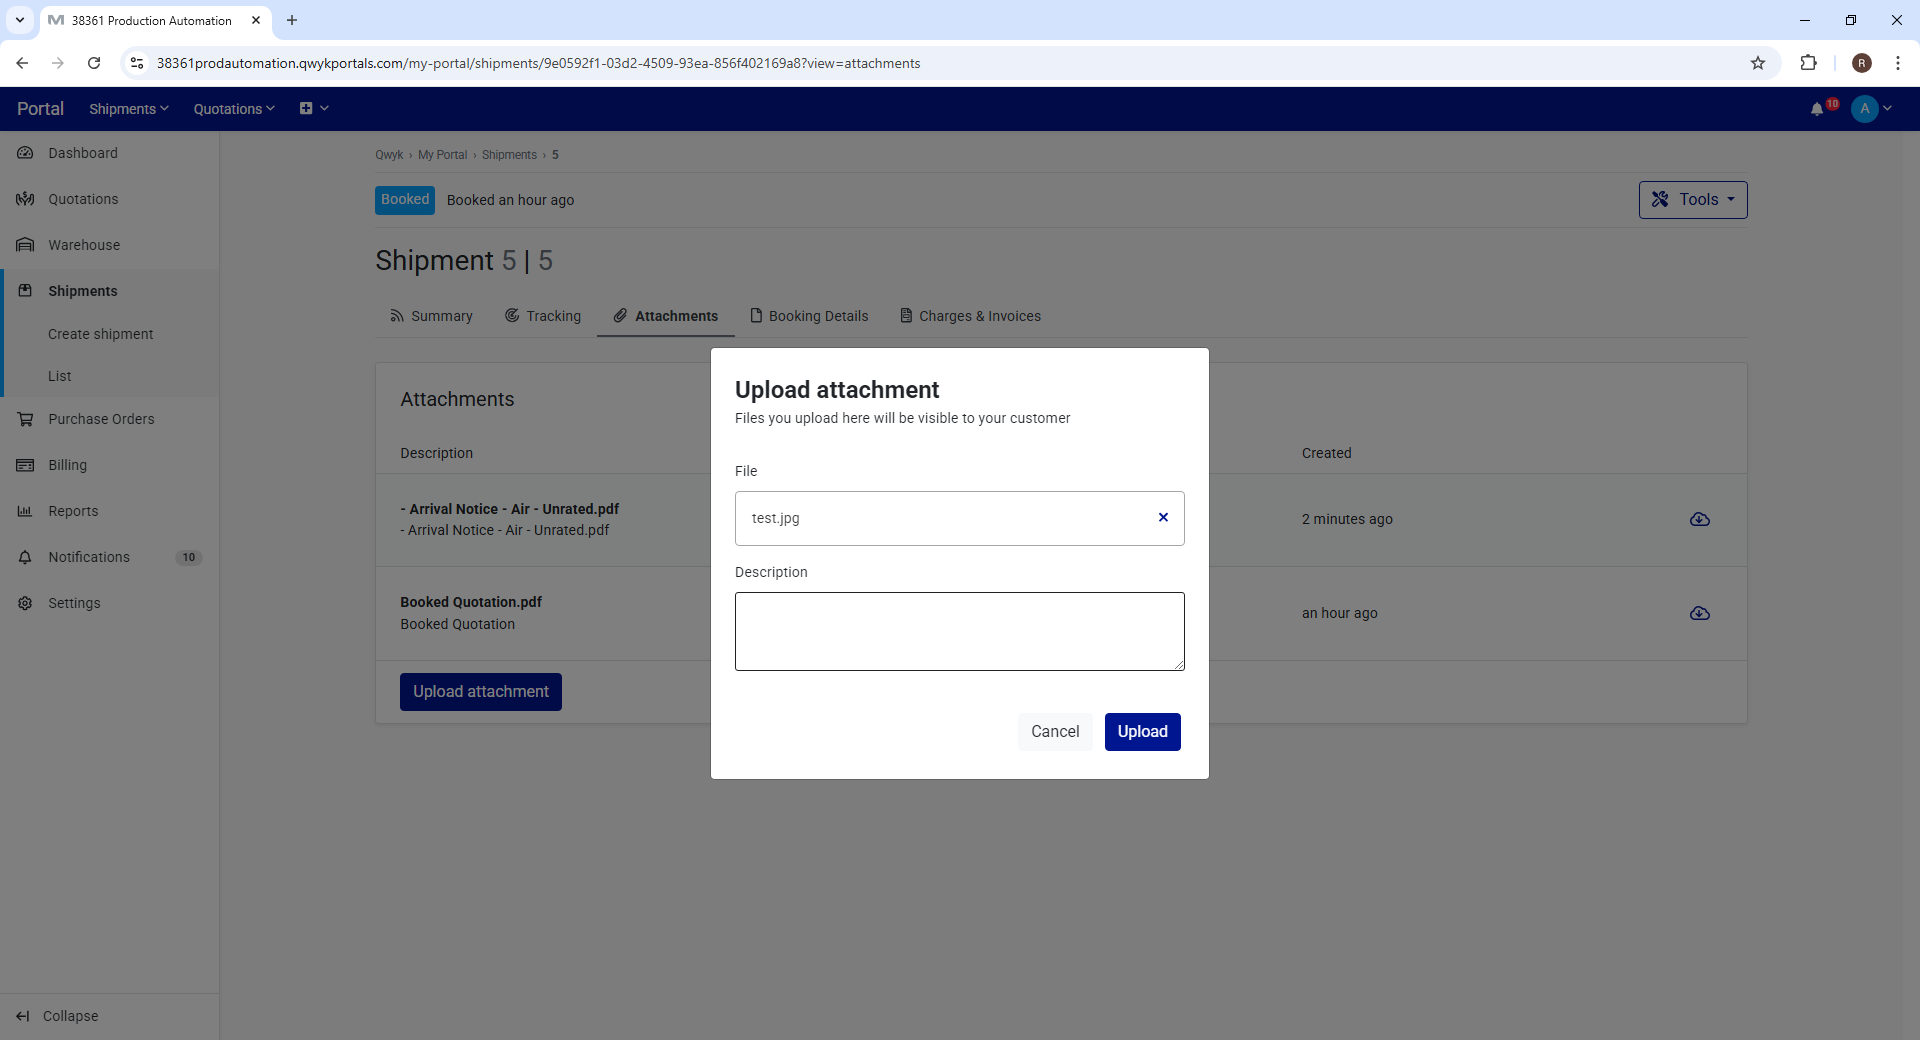 38361 Production Automation
38361prodautomation.qwykportals.com/my-portal/shipments/9e0592f1-03d2-4509-93ea-856f402169a8?view=attachments
R
Portal
Shipments
Quotations
10
A
Dashboard
Quotations
Warehouse
Shipments
Create shipment
List
Purchase Orders
Billing
Reports
Notifications 10
Settings
Collapse
Qwyk › My Portal › Shipments › 5
Booked Booked an hour ago
Tools
Shipment 5 | 5
Summary
Tracking
Attachments
Booking Details
Charges & Invoices
Attachments
Description
Created
- Arrival Notice - Air - Unrated.pdf
- Arrival Notice - Air - Unrated.pdf
2 minutes ago
Booked Quotation.pdf
Booked Quotation
an hour ago
Upload attachment
Upload attachment
Files you upload here will be visible to your customer
File
test.jpg
Description
Cancel
Upload